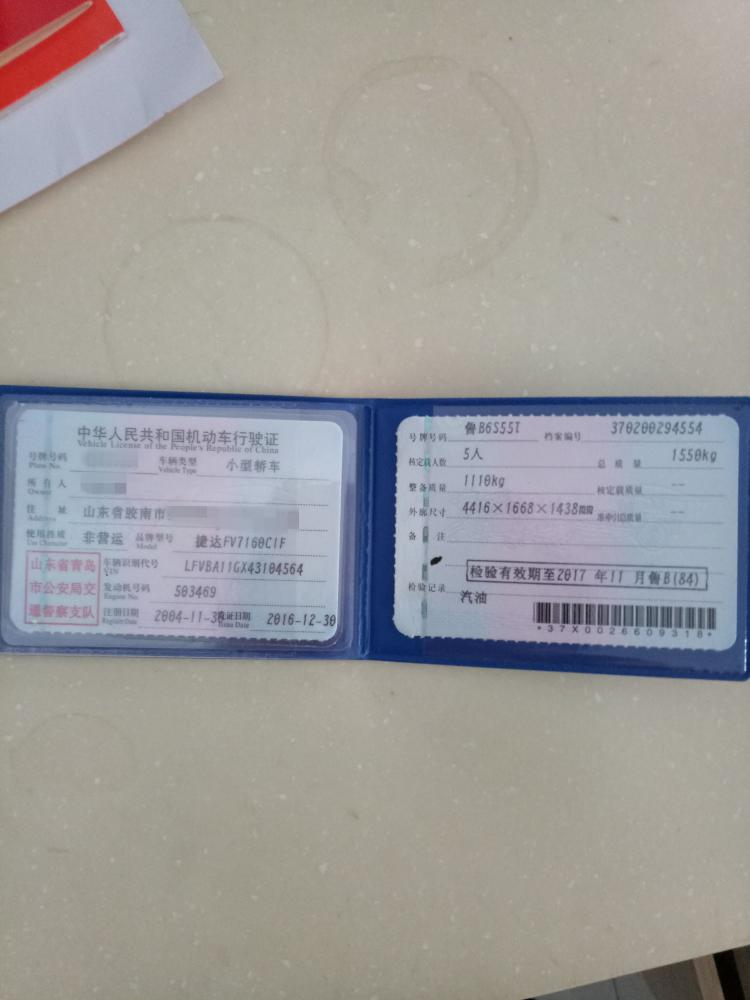 中华人民共和国机动车行驶证
Vehicle License of the People's Republic of China
号牌号码 Plate No. 车辆类型 Vehicle Type 小型轿车
所有人 Owner
住址 Address 山东省胶南市
使用性质 Use Character 非营运 品牌型号 Model 捷达FV7160CIF
山东省青岛市公安局交通警察支队
车辆识别代号 VIN LFVBA11GX43104564
发动机号码 Engine No. 503469
注册日期 Register Date 2004-11-3 发证日期 Issue Date 2016-12-30
号牌号码 鲁B6S55T 档案编号 370200294554
核定载人数 5人 总质量 1550kg
整备质量 1110kg 核定载质量 --
外廓尺寸 4416×1668×1438 准牵引总质量 --
备注
检验记录 检验有效期至2017年11月鲁B(84)
汽油
*37X0026609318*